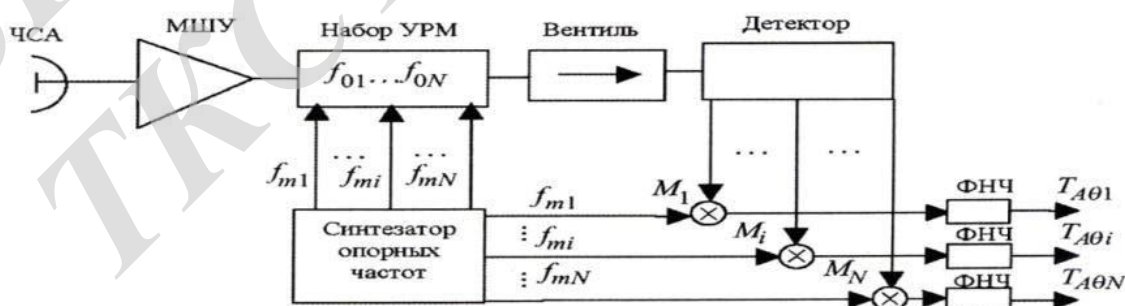 ЧСА
МШУ
Набор УРМ
Вентиль
Детектор
f01...f0N
... ...
fm1 fmi fmN
... ...
Синтезатор
опорных
частот
fm1
M1
ФНЧ
TAθ1
⋮ fmi
Mi
ФНЧ
TAθi
⋮ fmN
MN
ФНЧ
TAθN
ТКС